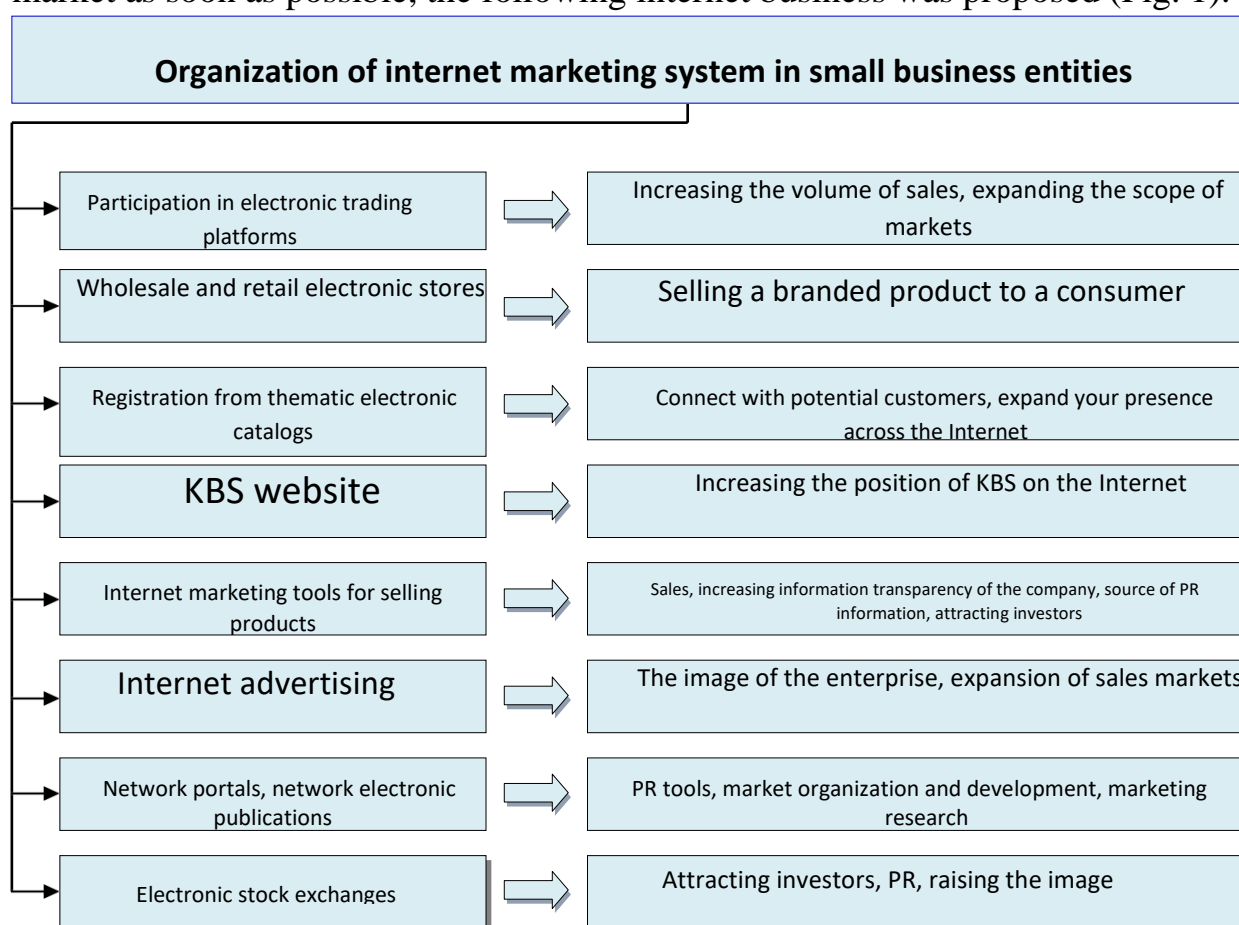 market as soon as possible, the following internet business was proposed (Fig. 1).
Organization of internet marketing system in small business entities
Participation in electronic trading
platforms
Increasing the volume of sales, expanding the scope of
markets
Wholesale and retail electronic stores
Selling a branded product to a consumer
Registration from thematic electronic
catalogs
Connect with potential customers, expand your presence
across the Internet
KBS website
Increasing the position of KBS on the Internet
Internet marketing tools for selling
products
Sales, increasing information transparency of the company, source of PR
information, attracting investors
Internet advertising
The image of the enterprise, expansion of sales markets
Network portals, network electronic
publications
PR tools, market organization and development, marketing
research
Electronic stock exchanges
Attracting investors, PR, raising the image